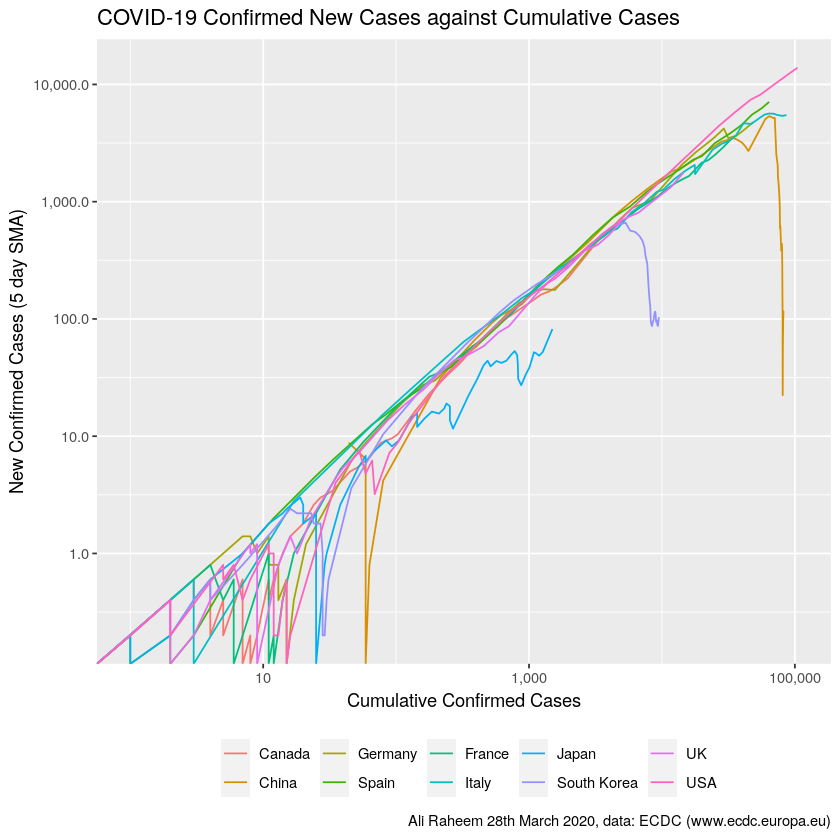 COVID-19 Confirmed New Cases against Cumulative Cases
New Confirmed Cases (5 day SMA)
10,000.0
1,000.0
100.0
10.0
1.0
10 1,000 100,000
Cumulative Confirmed Cases
Canada Germany France Japan UK
China Spain Italy South Korea USA
Ali Raheem 28th March 2020, data: ECDC (www.ecdc.europa.eu)